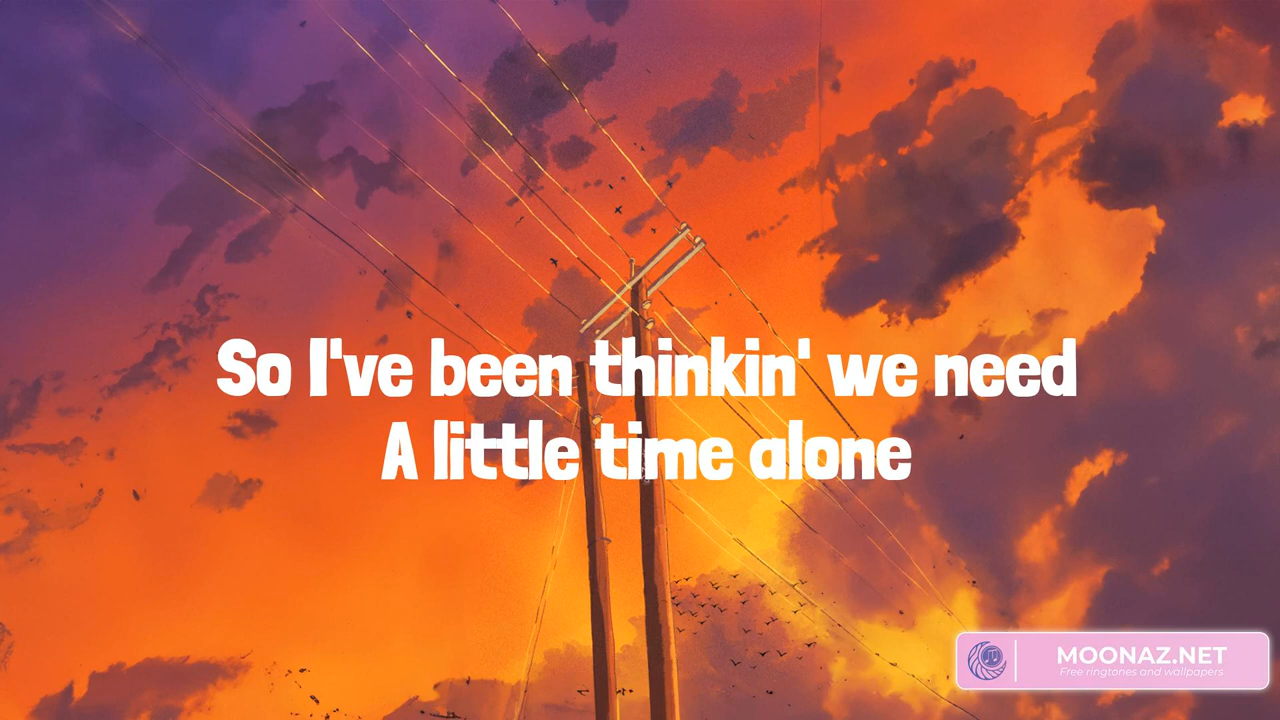 So I've been thinkin' we need
A little time alone
MOONAZ.NET
Free ringtones and wallpapers